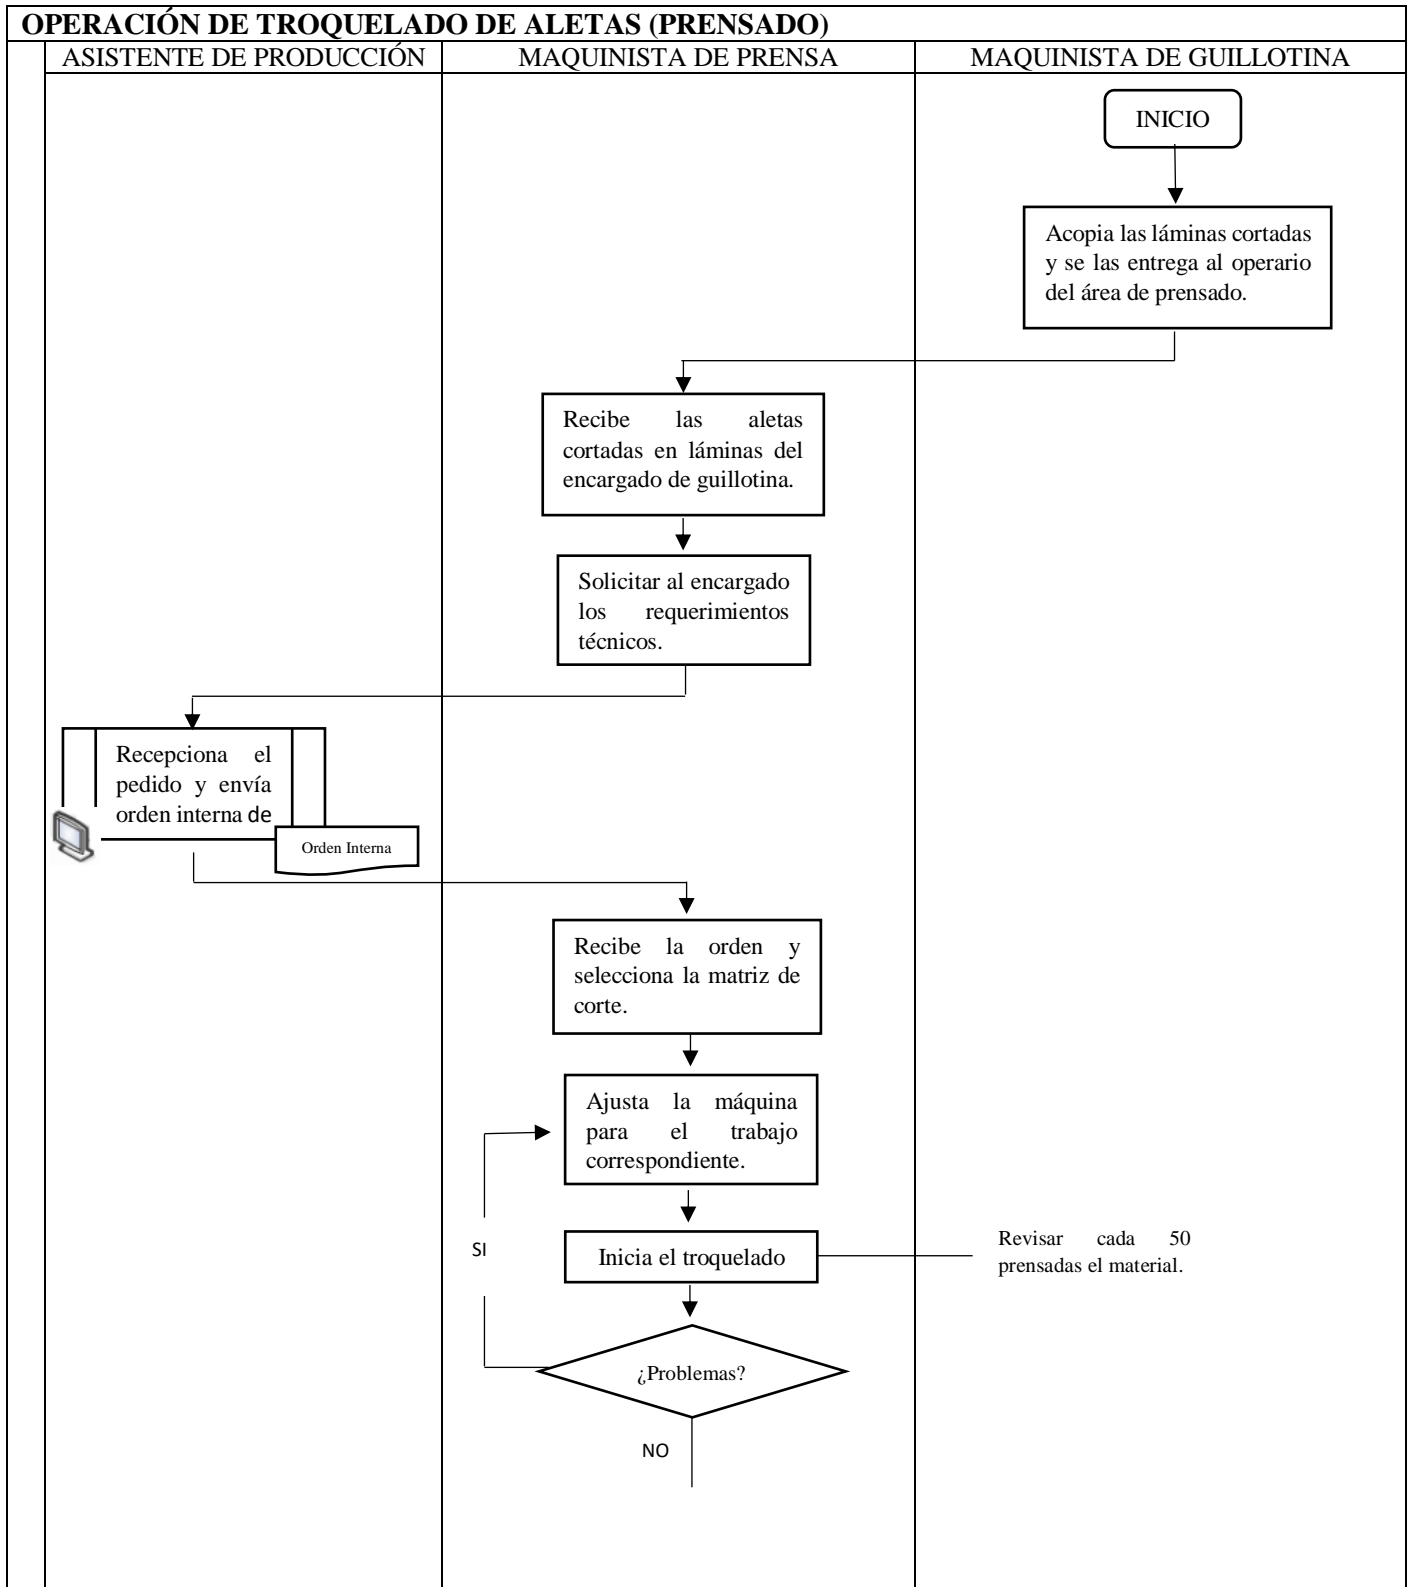 OPERACIÓN DE TROQUELADO DE ALETAS (PRENSADO)
ASISTENTE DE PRODUCCIÓN
MAQUINISTA DE PRENSA
MAQUINISTA DE GUILLOTINA
INICIO
Acopia las láminas cortadas
y se las entrega al operario
del área de prensado.
Recibe las aletas
cortadas en láminas del
encargado de guillotina.
Solicitar al encargado
los requerimientos
técnicos.
Recepciona el
pedido y envía
orden interna de
Orden Interna
Recibe la orden y
selecciona la matriz de
corte.
Ajusta la máquina
para el trabajo
correspondiente.
SI
Inicia el troquelado
Revisar cada 50
prensadas el material.
¿Problemas?
NO